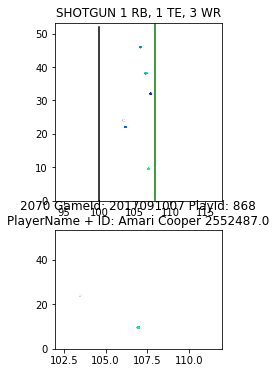 SHOTGUN 1 RB, 1 TE, 3 WR
50
40
30
20
10
0
95 100 105 110 115
2070 GameId: 2017091007 PlayId: 868
PlayerName + ID: Amari Cooper 2552487.0
40
20
0
102.5 105.0 107.5 110.0